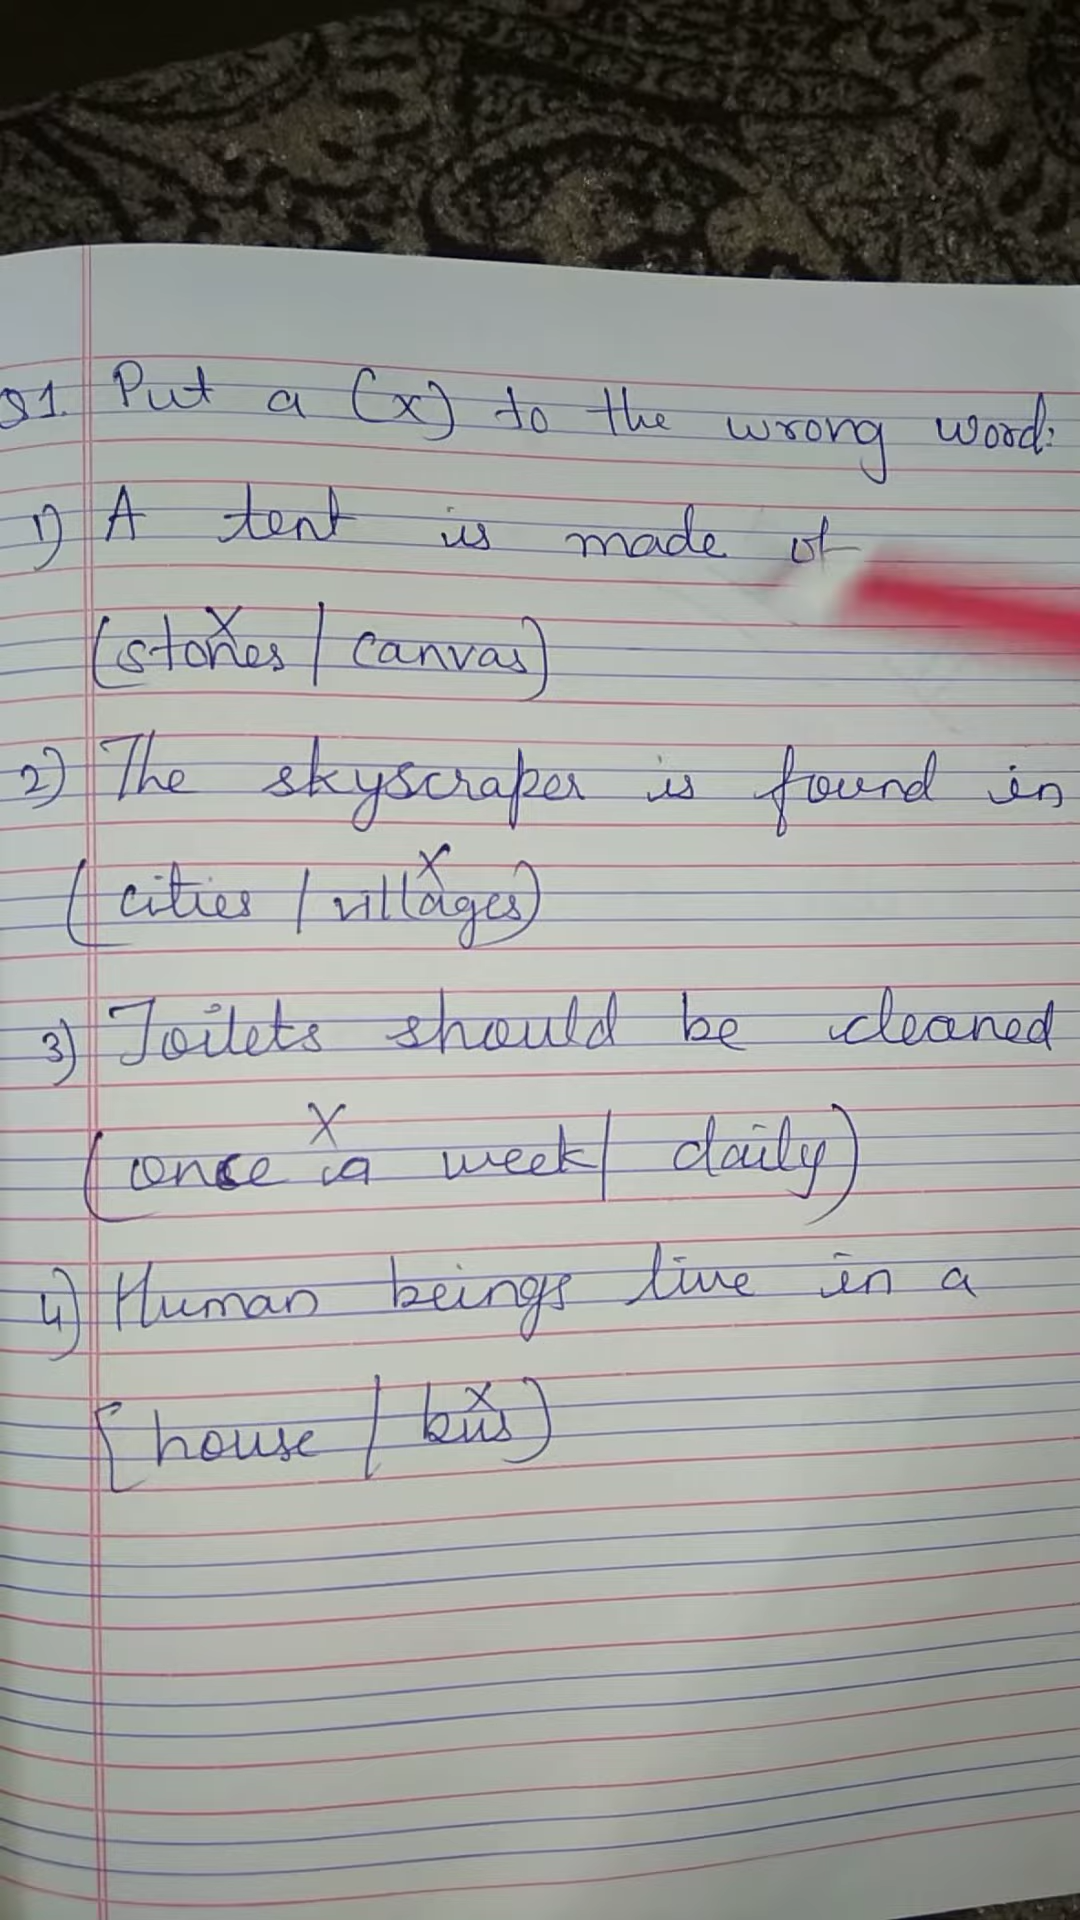 Q1. Put a (x) to the wrong word:
1) A tent is made of
x
(stones / canvas)
2) The skyscraper is found in
x
(cities / villages)
3) Toilets should be cleaned
x
(once a week / daily)
4) Human beings live in a
x
(house / bus)